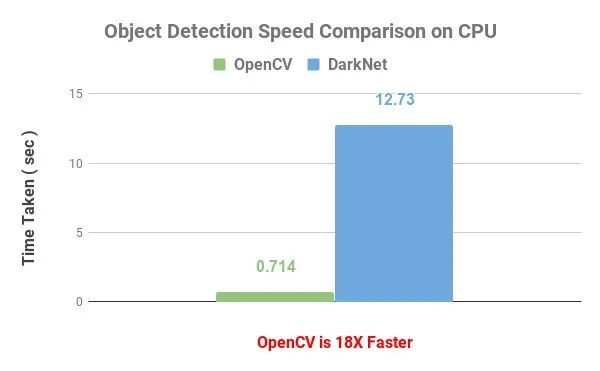 Object Detection Speed Comparison on CPU
OpenCV DarkNet
15
12.73
10
5
0.714
0
Time Taken ( sec )
OpenCV is 18X Faster